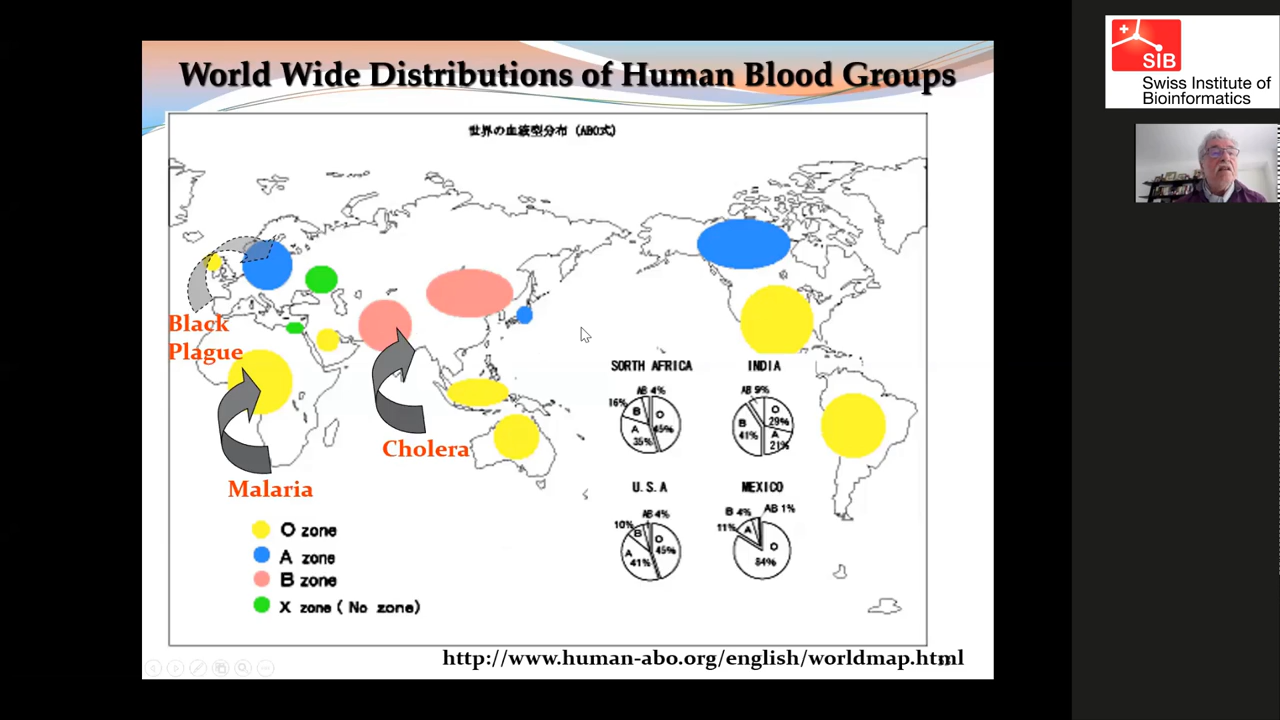 World Wide Distributions of Human Blood Groups
SIB
Swiss Institute of
Bioinformatics
世界の血液型分布 (ABO式)
Black
Plague
Malaria
Cholera
SORTH AFRICA
AB 4%
16%
B
O
45%
A
35%
INDIA
AB 9%
O
29%
B
41%
A
21%
U.S.A
AB 4%
10%
B
O
45%
A
41%
MEXICO
B 4%
AB 1%
11%
A
O
84%
O zone
A zone
B zone
X zone ( No zone)
http://www.human-abo.org/english/worldmap.html